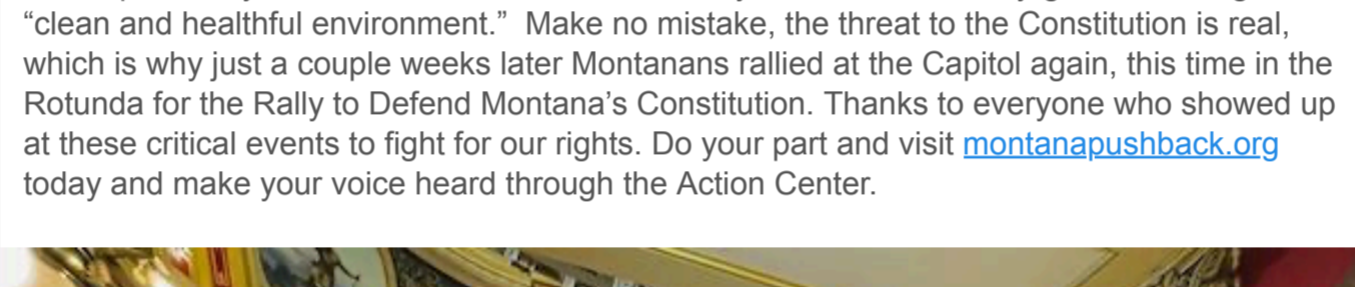 “clean and healthful environment.”  Make no mistake, the threat to the Constitution is real,
which is why just a couple weeks later Montanans rallied at the Capitol again, this time in the
Rotunda for the Rally to Defend Montana’s Constitution. Thanks to everyone who showed up
at these critical events to fight for our rights. Do your part and visit montanapushback.org
today and make your voice heard through the Action Center.